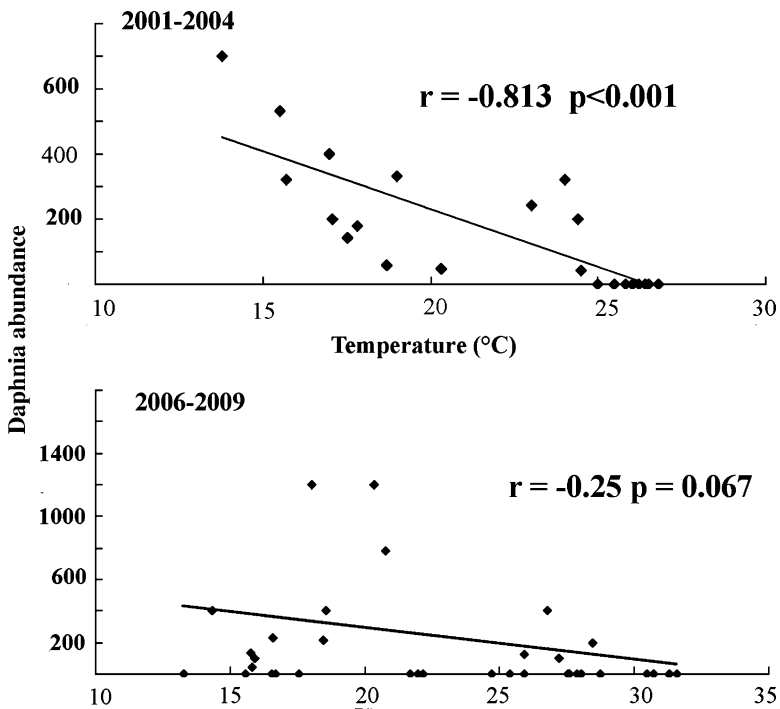 2001-2004
600
r = -0.813 p<0.001
400
200
10 15 20 25 30
Temperature (°C)
Daphnia abundance
2006-2009
1400
r = -0.25 p = 0.067
1000
600
200
10 15 20 25 30 35